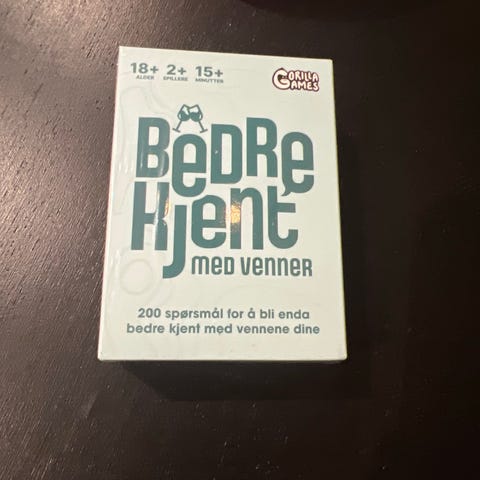 18+ 2+ 15+
ALDER SPILLERE MINUTTER
GORILLA
GAMES
BEDRE
KJENT
MED VENNER
200 spørsmål for å bli enda
bedre kjent med vennene dine